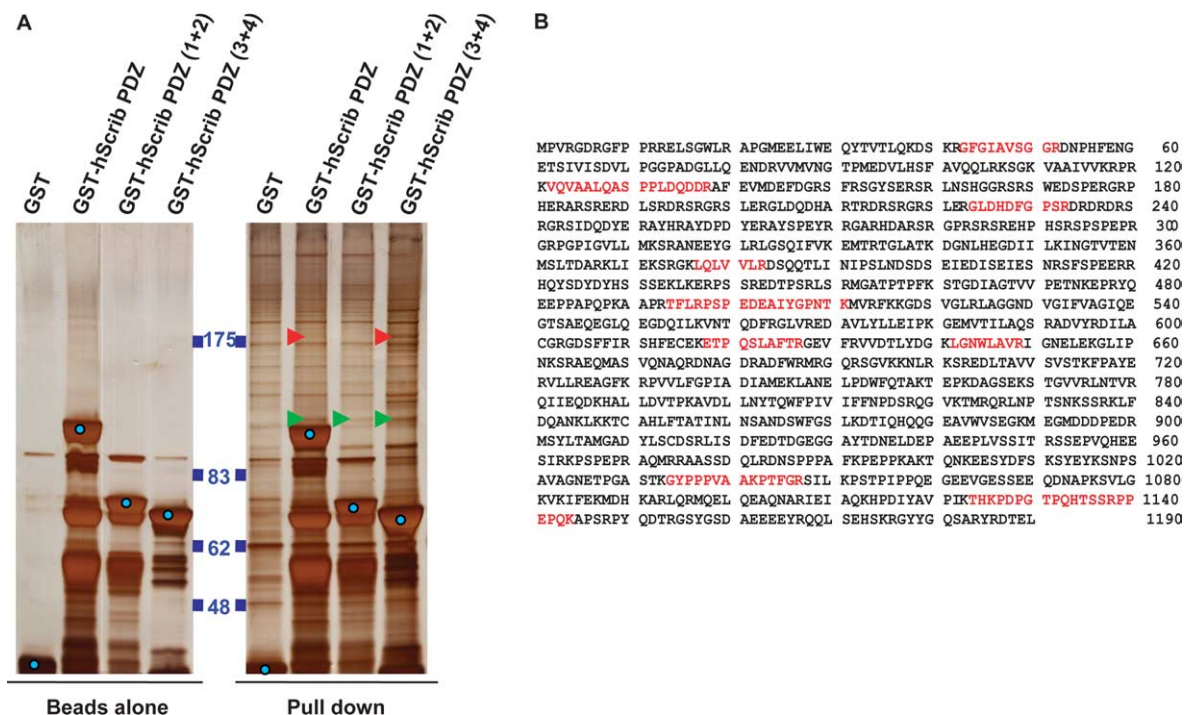 A
B
GST
GST-hScrib PDZ
GST-hScrib PDZ (1+2)
GST-hScrib PDZ (3+4)
GST
GST-hScrib PDZ
GST-hScrib PDZ (1+2)
GST-hScrib PDZ (3+4)
175
83
62
48
Beads alone
Pull down
MPVRGDRGFP PPRRELSGWLR APGMEELIWE QYTVTLQKDS KRGFGIAVSGG GRDNPHFENG 60
ETSIVISDVL PGGPADGLLQ ENDRVVMVNG TPMEDVLHSF AVQQLRKSGK VAAIVVKRPR 120
KVQVAALQAS PPLDQDDRAF EVMDEFDGRS FRSGYSERSR LNSHGGRSRS WEDSPERGRP 180
HERARSRERD LSRDRSRGRS LERGLDQDHA RTRDRSRGRS LERGLDHDFG PSRDRDRDRS 240
RGRSIDQDYE RAYHRAYDPD YERAYSPEYR RGARHDARSR GPRSRSREHP HSRSPSPEPR 300
GRPGPIGVLL MKSRANEEYG LRLGSQIFVK EMTRTGLATK DGNLHEGDII LKINGTVTEN 360
MSLTDARKLI EKSRGKLQLV VLRDSQQTLI NIPSLNDSDS EIEDISEIES NRSFSPEERR 420
HQYSDYDYHS SSEKLKERPS SREDTPSRLS RMGATPTPFK STGDIAGTVV PETNKEPRYQ 480
EEPPAPQPKA APRTFLRPSP EDEAIYGPNT KMVRFKKGDS VGLRLAGGND VGIFVAGIQE 540
GTSAEQEGLQ EGDQILKVNT QDFRGLVRED AVLYLLEIPK GEMVTILAQS RADVYRDILA 600
CGRGDSFFIR SHFECEKETP QSLAFTRGEV FRVVDTLYDG KLGNWLAVRI GNELEKGLIP 660
NKSRAEQMAS VQNAQRDNAG DRADFWRMRG QRSGVKKNLR KSREDLTAVV SVSTKFPAYE 720
RVLLREAGFK RPVVLFGPIA DIAMEKLANE LPDWFQTAKT EPKDAGSEKS TGVVRLNTVR 780
QIIEQDKHAL LDVTPKAVDL LNYTQWFPIV IFFNPDSRQG VKTMRQRLNP TSNKSSRKLF 840
DQANKLKKTC AHLFTATINL NSANDSWFGS LKDTIQHQQG EAVWVSEGKM EGMDDDPEDR 900
MSYLTAMGAD YLSCDSRLIS DFEDTDGEGG AYTDNELDEP AEEPLVSSIT RSSEPVQHEE 960
SIRKPSPEPR AQMRRAASSD QLRDNSPPPA FKPEPPKAKT QNKEESYDFS KSYEYKSNPS 1020
AVAGNETPGA STKGYPPPVA AKPTFGRSIL KPSTPIPPQE GEEVGESSEE QDNAPKSVLG 1080
KVKIFEKMDH KARLQRMQEL QEAQNARIEI AQKHPDIYAV PIKTHKPDPG TPQHTSSRPP 1140
EPQKAPSRPY QDTRGSYGSD AEEEEYRQQL SEHSKRGYYG QSARYRDTEL 1190